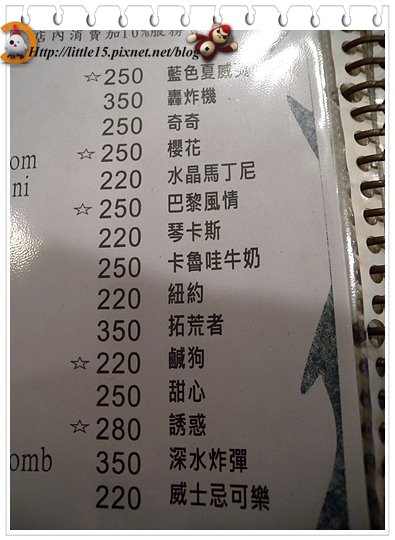 店內消費加10%服務
Http://little15.pixnet.net/blog
☆250 藍色夏威夷
350 轟炸機
250 奇奇
om ☆250 櫻花
ni 220 水晶馬丁尼
☆250 巴黎風情
220 琴卡斯
250 卡魯哇牛奶
220 紐約
350 拓荒者
☆220 鹹狗
250 甜心
☆280 誘惑
omb 350 深水炸彈
220 威士忌可樂